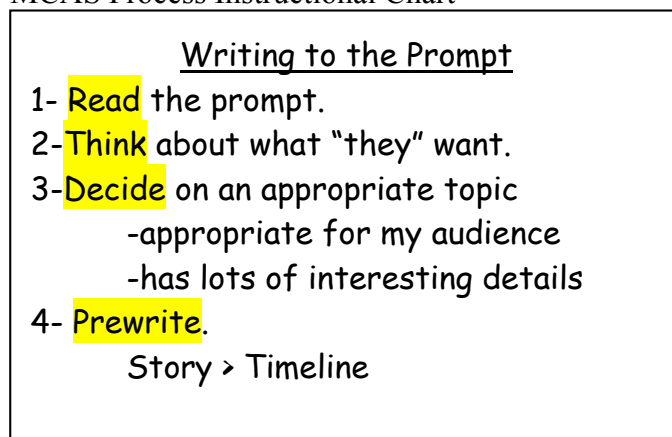 MCAS Process Instructional Chart
Writing to the Prompt
1- Read the prompt.
2-Think about what “they” want.
3-Decide on an appropriate topic
-appropriate for my audience
-has lots of interesting details
4- Prewrite.
Story > Timeline